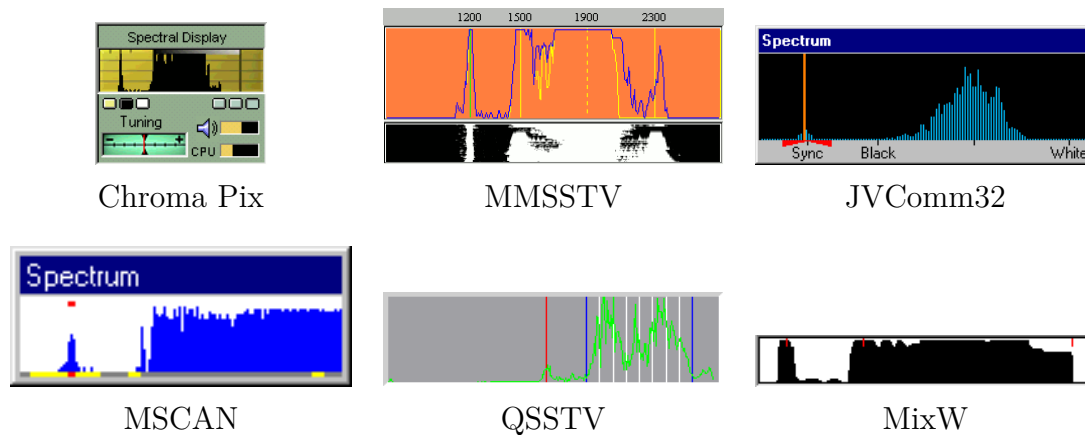 Spectral Display
Tuning
- +
CPU
Chroma Pix
1200 1500 1900 2300
MMSSTV
Spectrum
Sync Black White
JVComm32
Spectrum
MSCAN
QSSTV
MixW